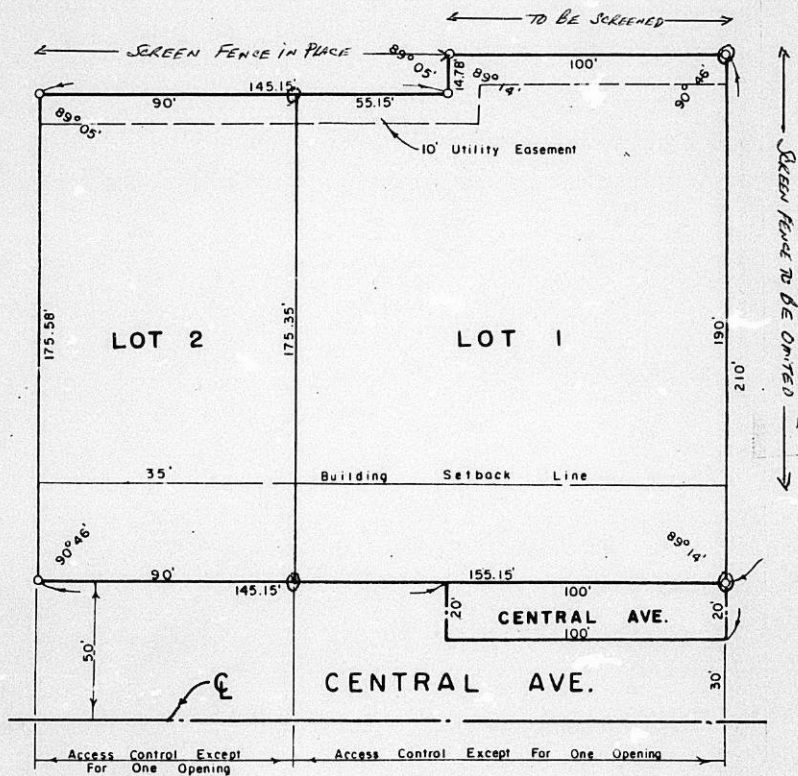 TO BE SCREENED
SCREEN FENCE IN PLACE
89° 05'
14.78'
89° 14'
100'
90° 46'
90'
145.15'
55.15'
89° 05'
10' Utility Easement
SCREEN FENCE TO BE OMITED
175.58'
LOT 2
175.35'
LOT 1
190'
210'
35'
Building Setback Line
90° 46'
89° 14'
90'
145.15'
155.15'
100'
20'
CENTRAL AVE.
20'
100'
50'
℄
CENTRAL AVE.
30'
Access Control Except
For One Opening
Access Control Except For One Opening